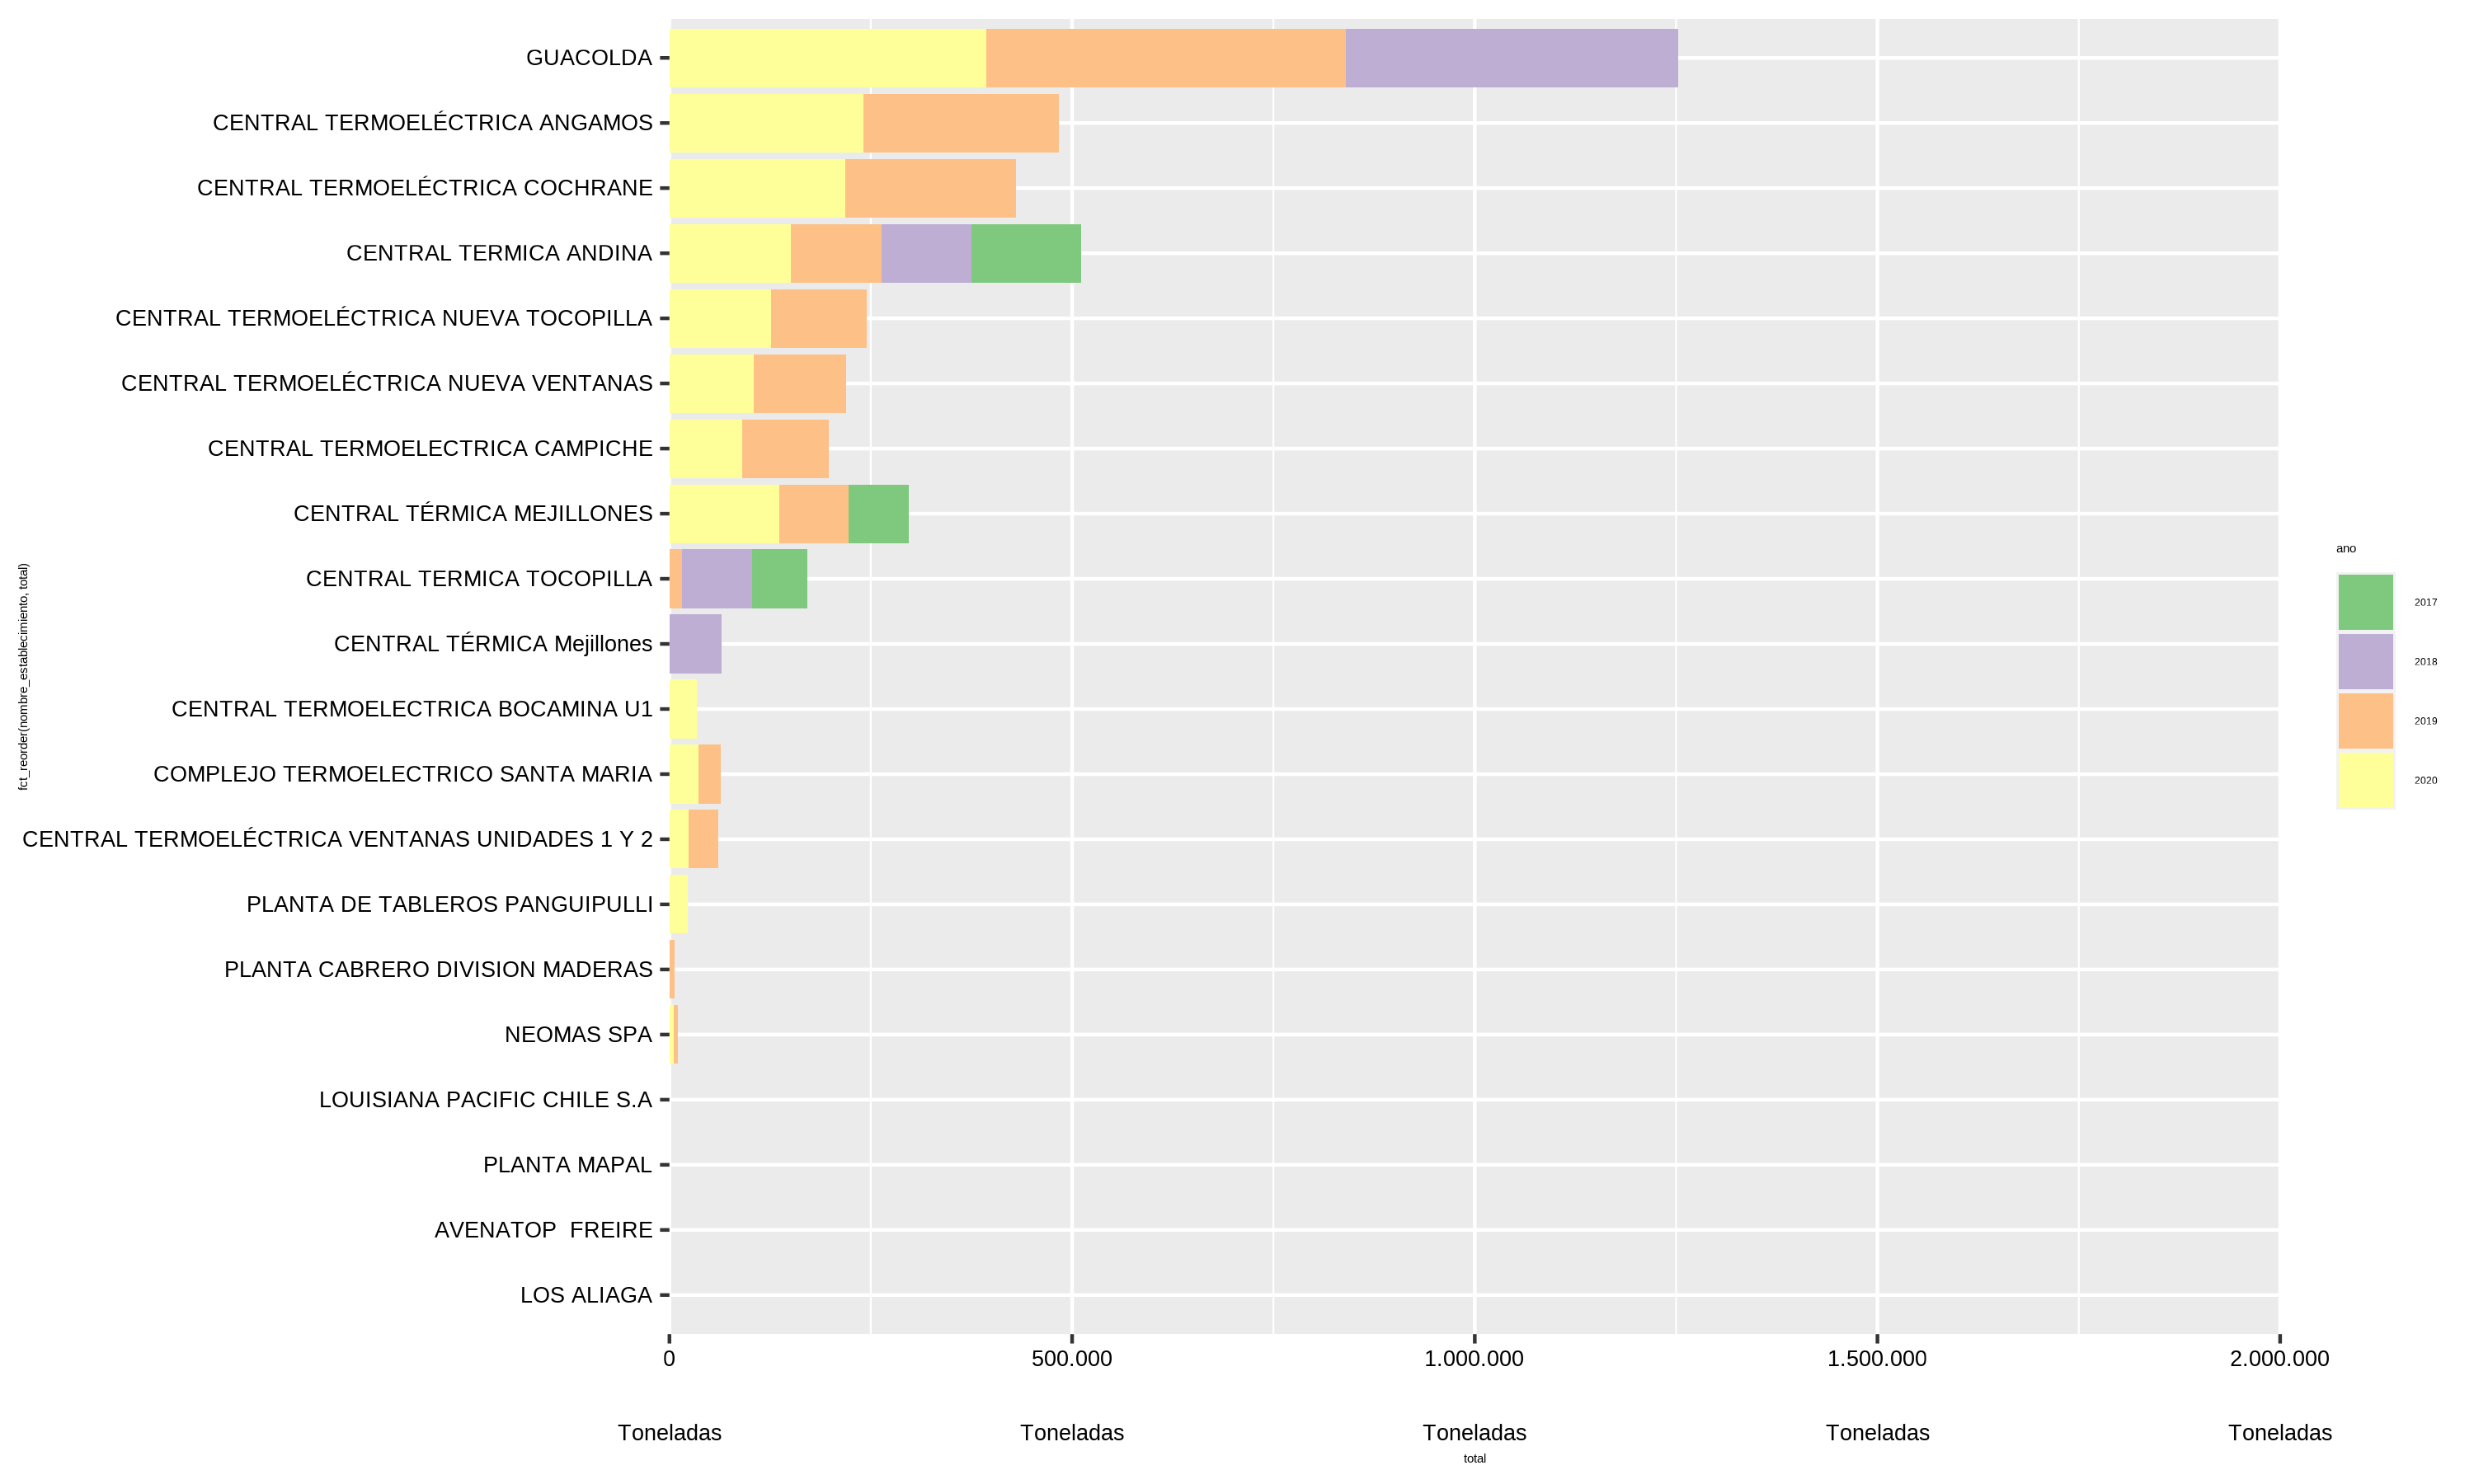 GUACOLDA
CENTRAL TERMOELÉCTRICA ANGAMOS
CENTRAL TERMOELÉCTRICA COCHRANE
CENTRAL TERMICA ANDINA
CENTRAL TERMOELÉCTRICA NUEVA TOCOPILLA
CENTRAL TERMOELÉCTRICA NUEVA VENTANAS
CENTRAL TERMOELECTRICA CAMPICHE
CENTRAL TÉRMICA MEJILLONES
CENTRAL TERMICA TOCOPILLA
CENTRAL TÉRMICA Mejillones
CENTRAL TERMOELECTRICA BOCAMINA U1
COMPLEJO TERMOELECTRICO SANTA MARIA
CENTRAL TERMOELÉCTRICA VENTANAS UNIDADES 1 Y 2
PLANTA DE TABLEROS PANGUIPULLI
PLANTA CABRERO DIVISION MADERAS
NEOMAS SPA
LOUISIANA PACIFIC CHILE S.A
PLANTA MAPAL
AVENATOP  FREIRE
LOS ALIAGA
fct_reorder(nombre_establecimiento, total)
0 500.000 1.000.000 1.500.000 2.000.000
Toneladas Toneladas Toneladas Toneladas Toneladas
total
ano
2017
2018
2019
2020